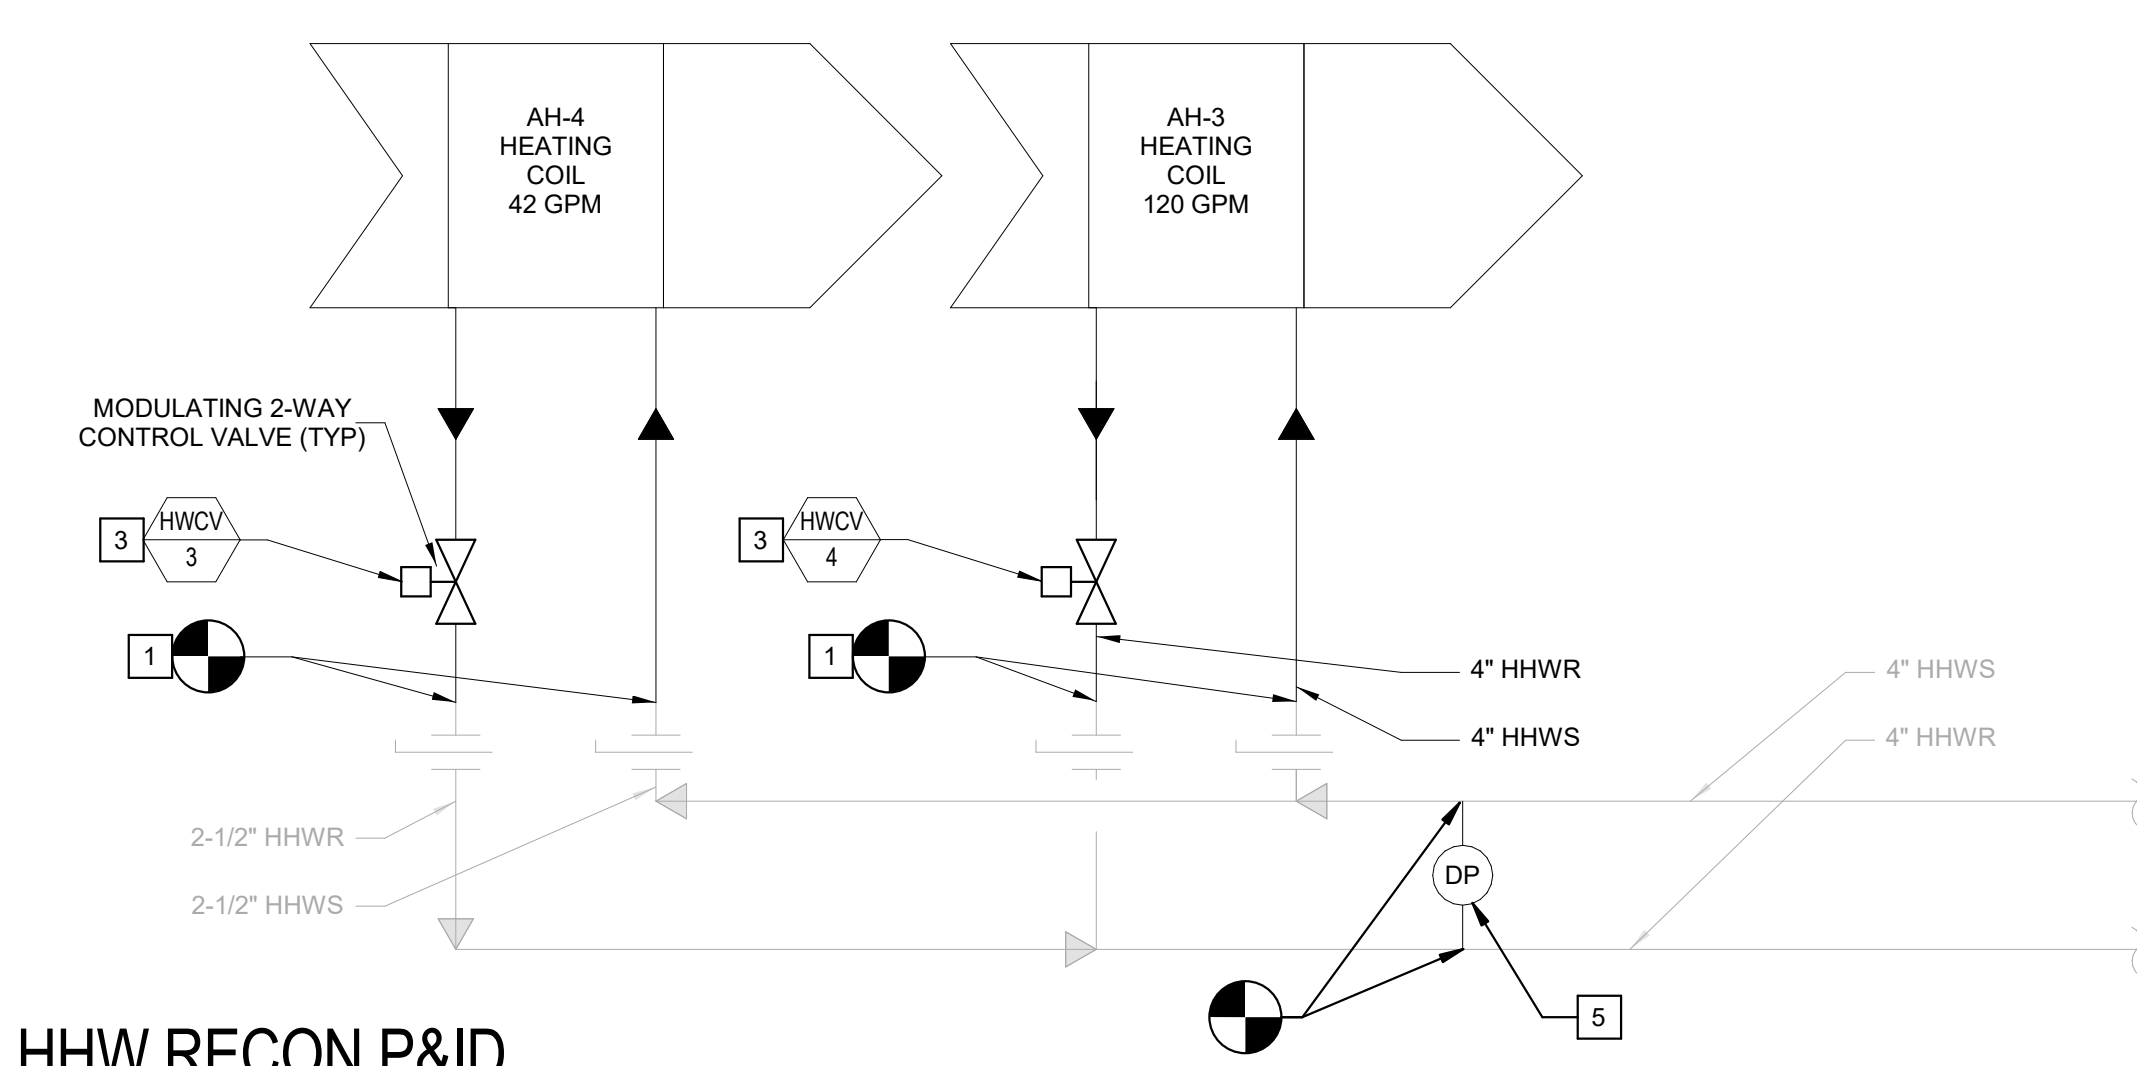 AH-4
HEATING
COIL
42 GPM
AH-3
HEATING
COIL
120 GPM
MODULATING 2-WAY
CONTROL VALVE (TYP)
3
HWCV
3
3
HWCV
4
1
1
4" HHWR
4" HHWS
4" HHWS
4" HHWR
2-1/2" HHWR
2-1/2" HHWS
DP
5
HHW RECON P&ID